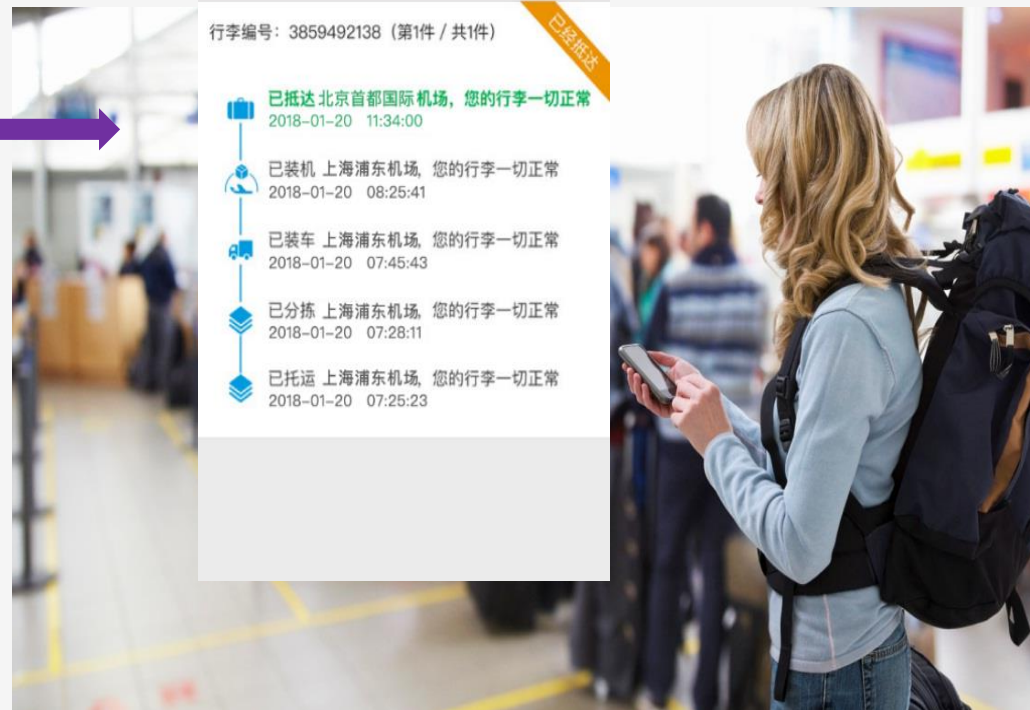 行李编号：3859492138（第1件 / 共1件）
已经抵达
已抵达 北京首都国际机场，您的行李一切正常
2018-01-20 11:34:00
已装机 上海浦东机场，您的行李一切正常
2018-01-20 08:25:41
已装车 上海浦东机场，您的行李一切正常
2018-01-20 07:45:43
已分拣 上海浦东机场，您的行李一切正常
2018-01-20 07:28:11
已托运 上海浦东机场，您的行李一切正常
2018-01-20 07:25:23